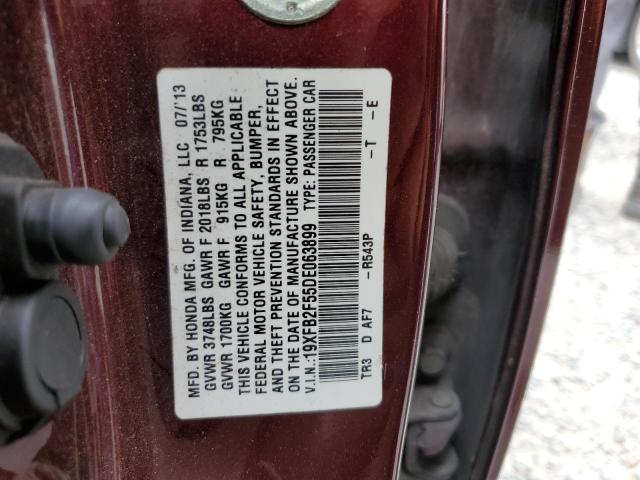 MFD. BY HONDA MFG. OF INDIANA, LLC 07/'13
GVWR 3748LBS GAWR F 2018LBS R 1753LBS
GVWR 1700KG GAWR F 915KG R 795KG
THIS VEHICLE CONFORMS TO ALL APPLICABLE
FEDERAL MOTOR VEHICLE SAFETY, BUMPER,
AND THEFT PREVENTION STANDARDS IN EFFECT
ON THE DATE OF MANUFACTURE SHOWN ABOVE.
V.I.N.:19XFB2F55DE063899 TYPE: PASSENGER CAR
TR3 D AF7 -R543P -T -E